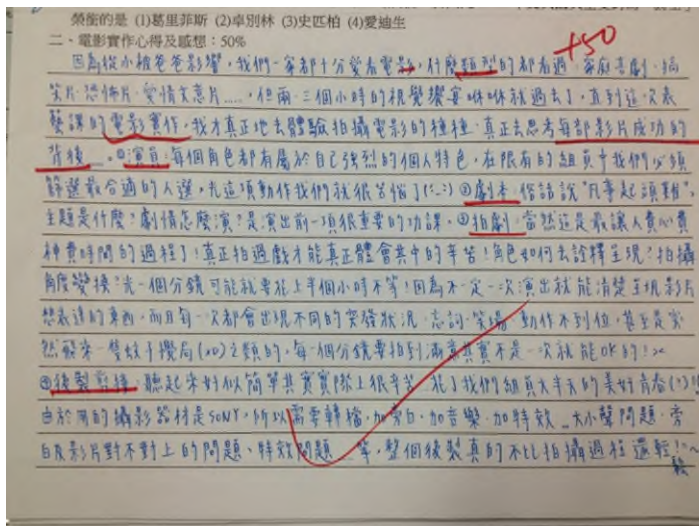 榮銜的是 (1)葛里菲斯 (2)卓別林 (3)史匹柏 (4)愛迪生
二、電影實作心得及感想：50%
+50
因為從小被爸爸影響，我們一家都十分愛看電影，什麼類型的都看過，家庭喜劇、搞
笑片、恐怖片、愛情文藝片……，但兩、三個小時的視覺饗宴咻咻就過去了，直到這次表
藝課的電影實作，我才真正地去體驗拍攝電影的種種，真正去思考每部影片成功的
背後…。①演員：每個角色都有屬於自己強烈的個人特色，在限有的組員中我們必須
篩選最合適的人選，光這項動作我們就很苦惱了(;.;) ②劇本：俗話說"凡事起頭難"，
主題是什麼？劇情怎麼演？是演出前一項很重要的功課。③拍劇：當然這是最讓人費心費
神費時間的過程了！真正拍過戲才能真正體會其中的辛苦！角色如何去詮釋呈現？拍攝
角度變換？光一個分鏡可能就要花上半個小時不等！因為不一定一次演出就能清楚呈現影片
想表達的東西，而且每一次都會出現不同的突發狀況，忘詞、笑場、動作不到位，甚至是突
然飛來一隻蚊子攪局(xD)之類的，每一個分鏡要拍到滿意其實不是一次就能OK的！><
④後製剪接：聽起來好似簡單其實實際上很辛苦，花了我們組員大半天的美好青春(?)
由於用的攝影器材是SONY，所以需要轉檔，加旁白、加音樂、加特效…大小聲問題、旁
白及影片對不對上的問題、特效問題…等，整個後製真的不比拍攝過程還輕！~
鬆